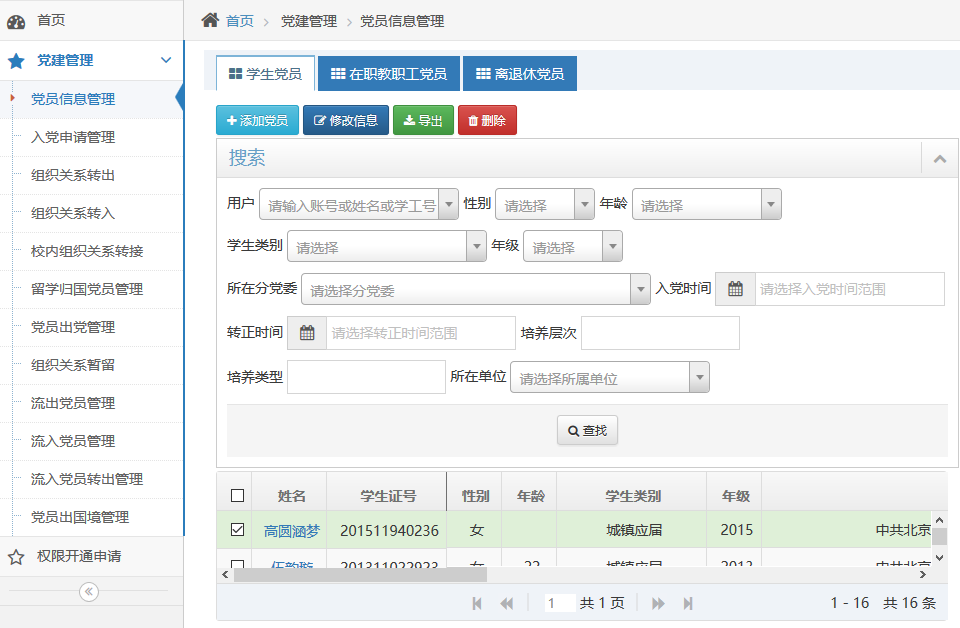 首页
党建管理
党员信息管理
入党申请管理
组织关系转出
组织关系转入
校内组织关系转接
留学归国党员管理
党员出党管理
组织关系暂留
流出党员管理
流入党员管理
流入党员转出管理
党员出国境管理
权限开通申请
首页 党建管理 党员信息管理
学生党员 在职教职工党员 离退休党员
添加党员 修改信息 导出 删除
搜索
用户 请输入账号或姓名或学工号 性别 请选择 年龄 请选择
学生类别 请选择 年级 请选择
所在分党委 请选择分党委 入党时间 请选择入党时间范围
转正时间 请选择转正时间范围 培养层次
培养类型 所在单位 请选择所属单位
查找
姓名 学生证号 性别 年龄 学生类别 年级
高圆涵梦 201511940236 女 城镇应届 2015 中共北京
201311022923 女 22 城镇应届 2013 中共北京
1 共 1 页 1 - 16 共 16 条